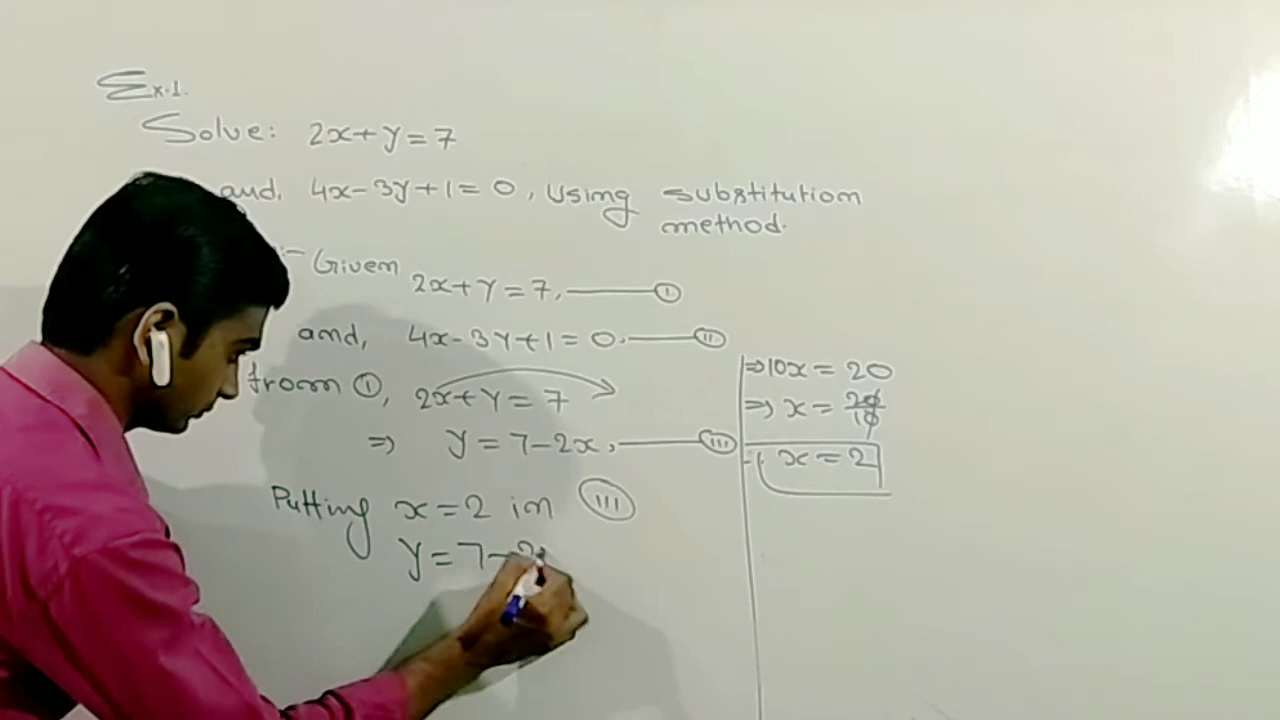 Ex.1.
Solve: 2x+y=7
and, 4x-3y+1=0, Using substitution
method.
:- Given
2x+y=7, ——— (I)
and, 4x-3y+1=0, ——— (II)
from (I), 2x+y=7
⇒ y=7-2x, ——— (III)
Putting x=2 in (III)
y=7-2
⇒10x=20
⇒ x=20/10
x=2